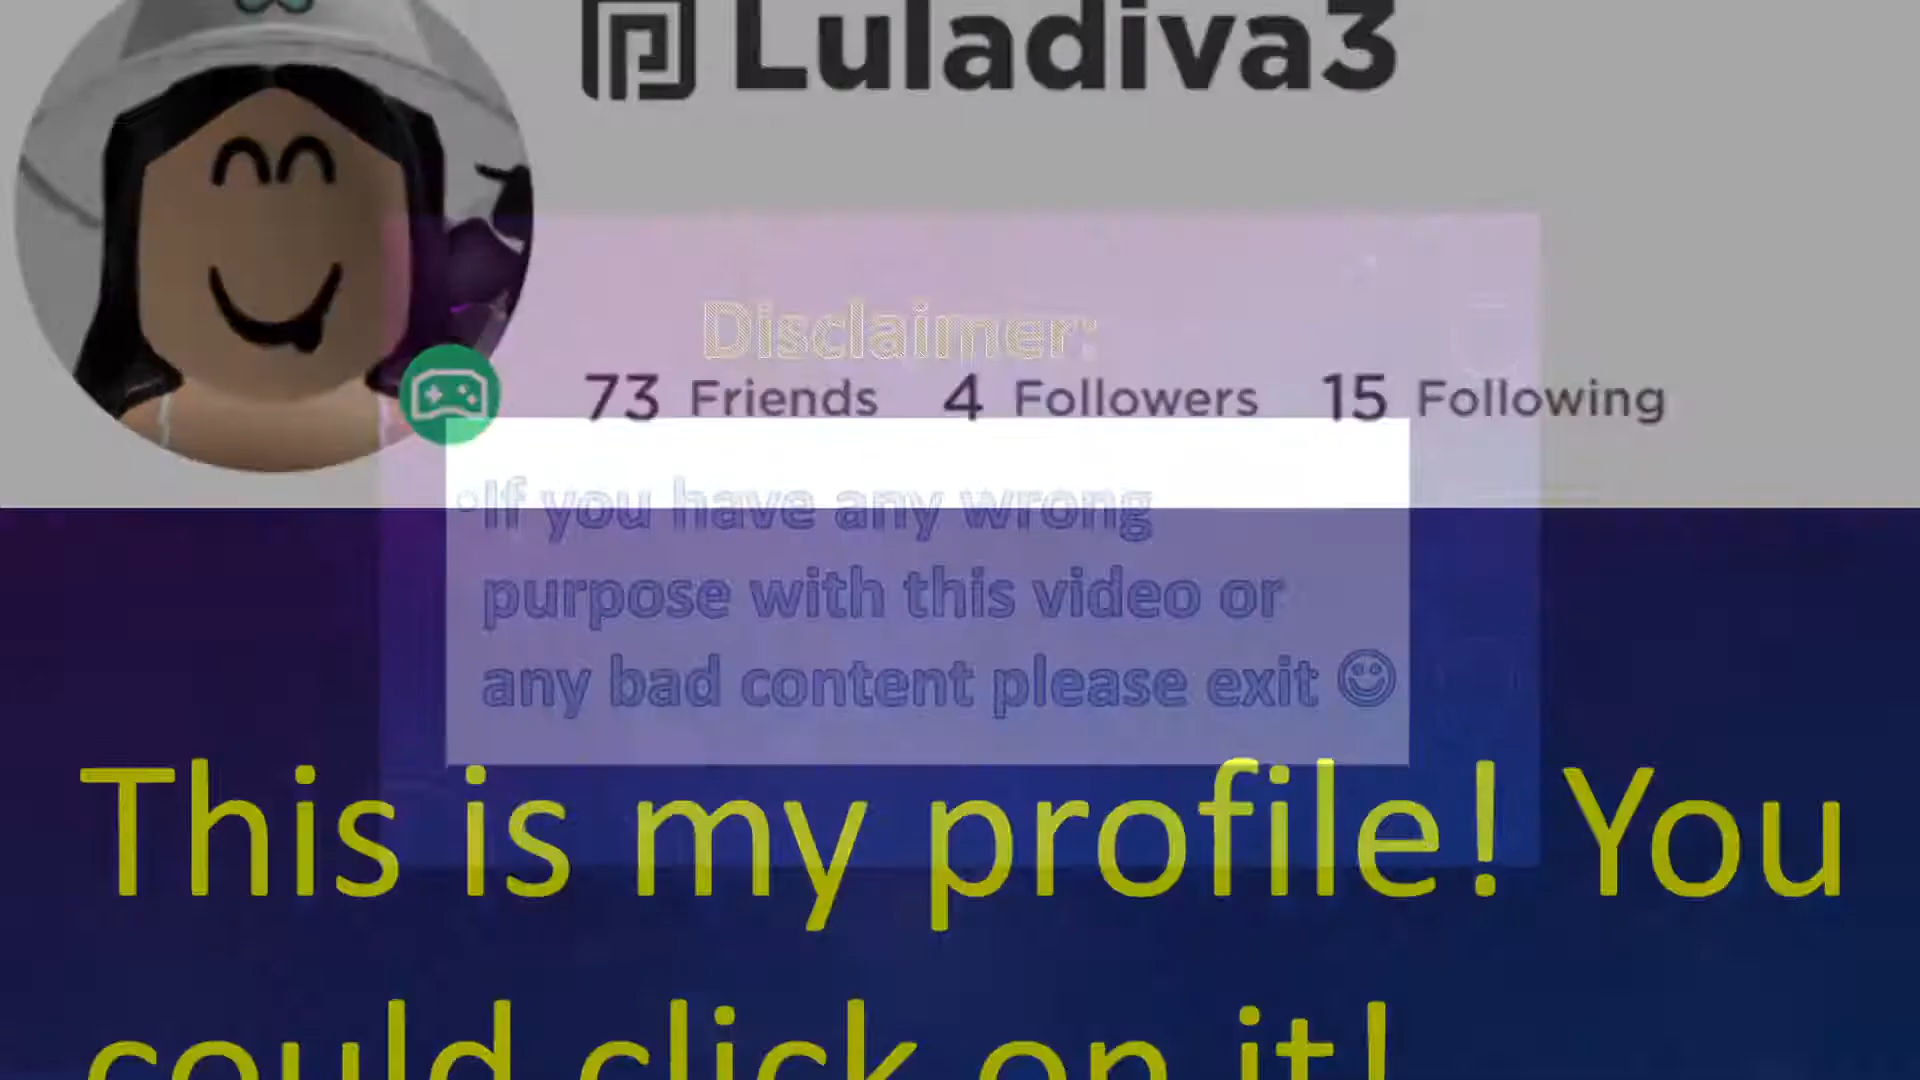 Luladiva3
Disclaimer:
73 Friends 4 Followers 15 Following
If you have any wrong
purpose with this video or
any bad content please exit ☺
This is my profile! You
could click on it!